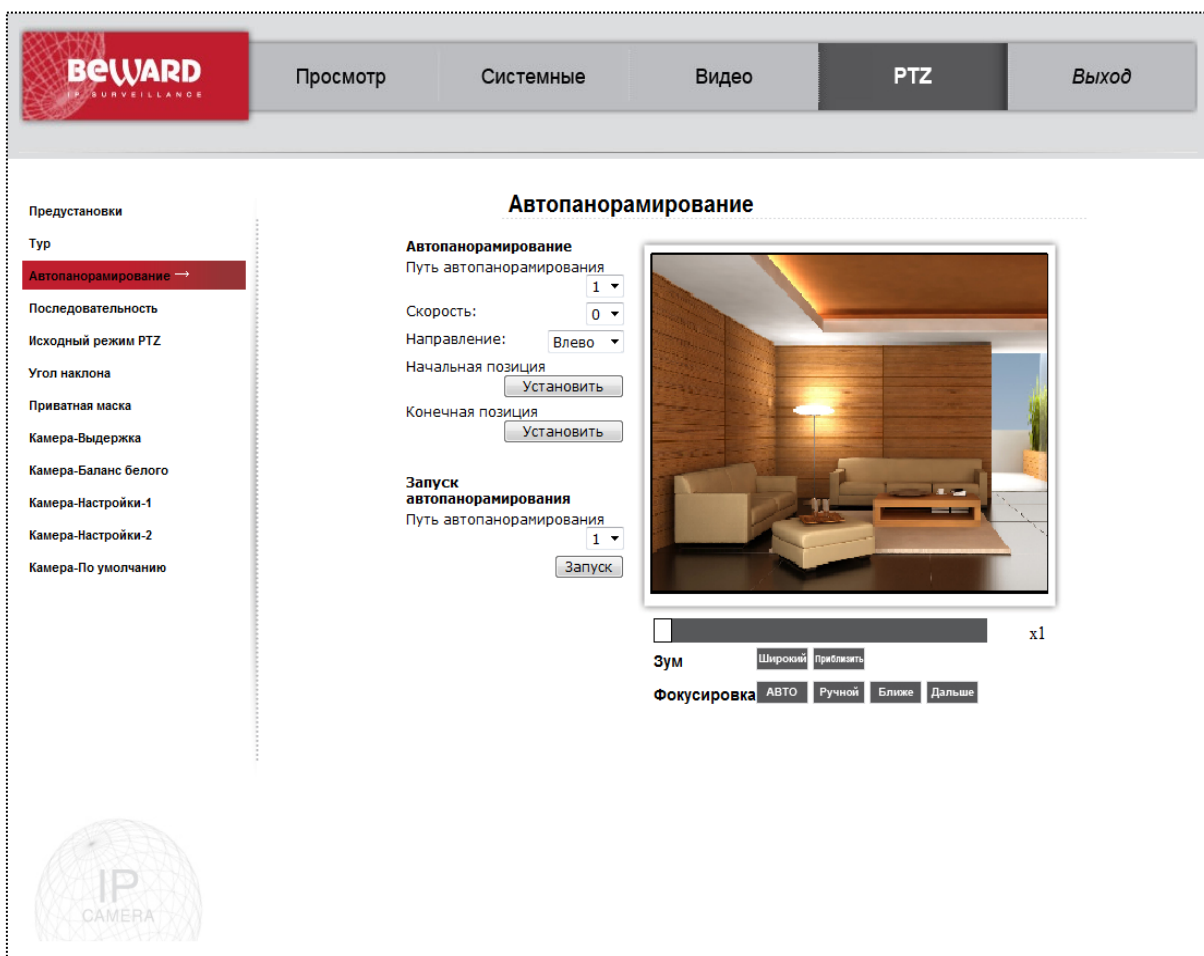 BEWARD
IP SURVEILLANCE
Просмотр
Системные
Видео
PTZ
Выход
Предустановки
Тур
Автопанорамирование →
Последовательность
Исходный режим PTZ
Угол наклона
Приватная маска
Камера-Выдержка
Камера-Баланс белого
Камера-Настройки-1
Камера-Настройки-2
Камера-По умолчанию
Автопанорамирование
Автопанорамирование
Путь автопанорамирования
1
Скорость:
0
Направление:
Влево
Начальная позиция
Установить
Конечная позиция
Установить
Запуск
автопанорамирования
Путь автопанорамирования
1
Запуск
x1
Зум
Широкий
Приблизить
Фокусировка
АВТО
Ручной
Ближе
Дальше
IP
CAMERA